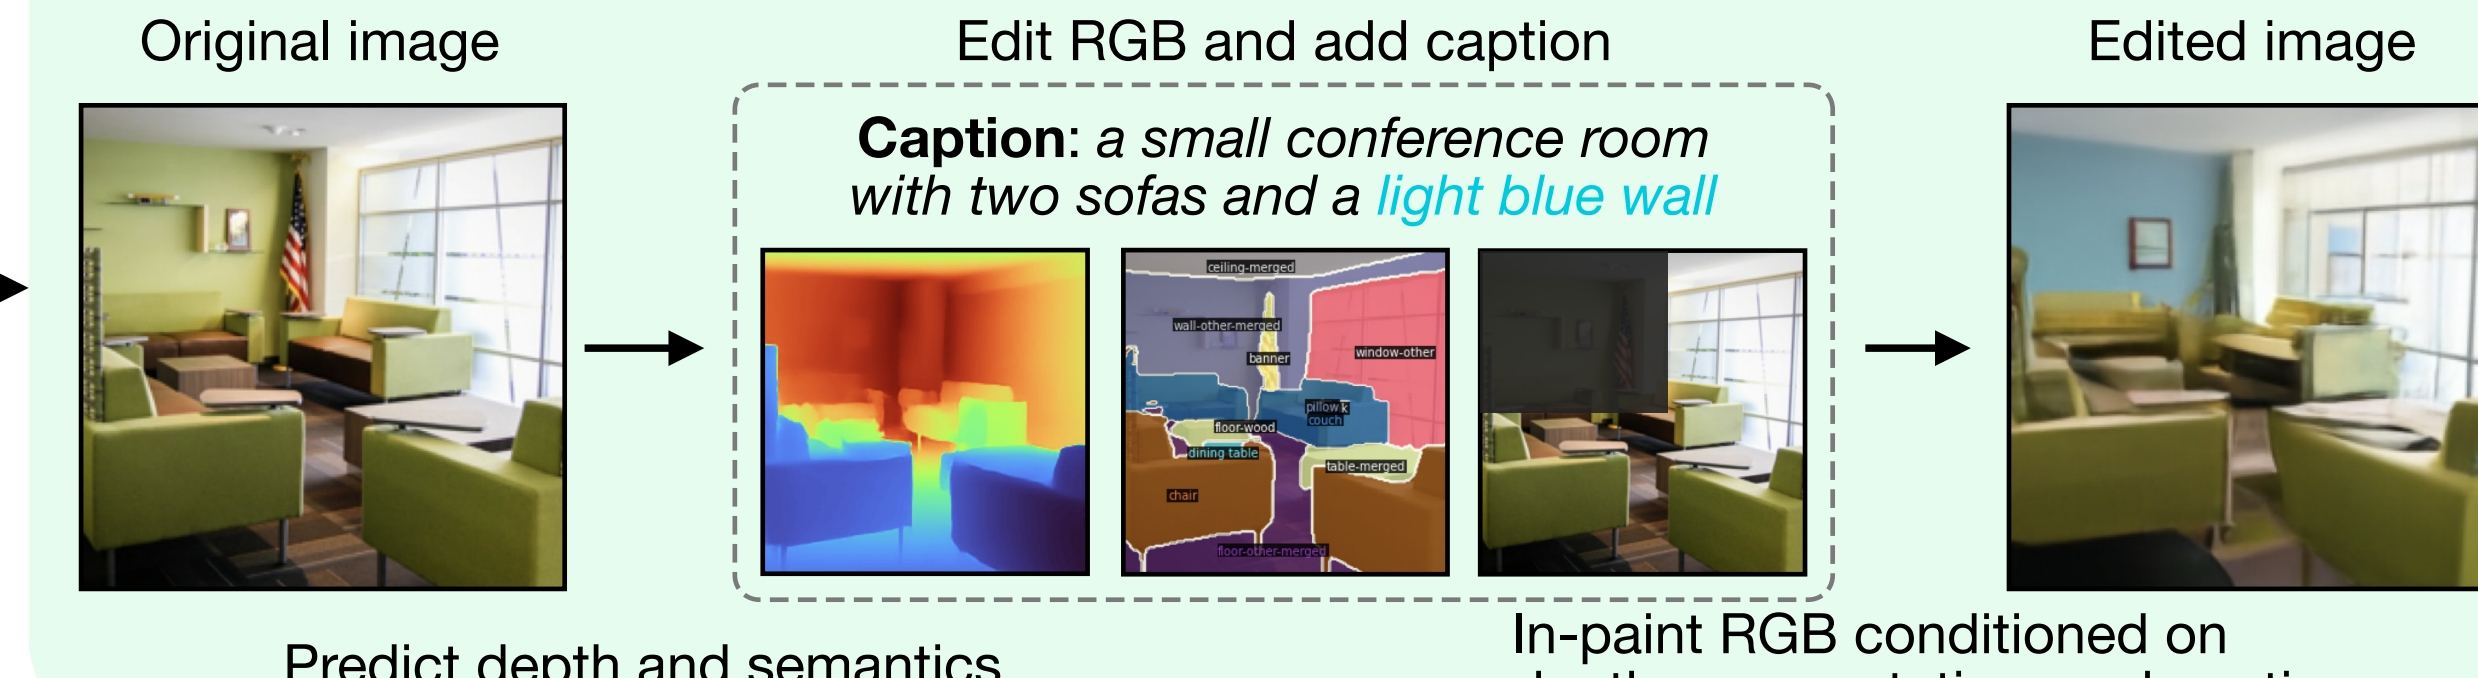 Original image
Edit RGB and add caption
Edited image
Caption: a small conference room
with two sofas and a light blue wall
ceiling-merged
wall-other-merged
banner
window-other
pillow
couch
floor-wood
dining table
table-merged
chair
floor-other-merged
In-paint RGB conditioned on
Predict depth and semantics